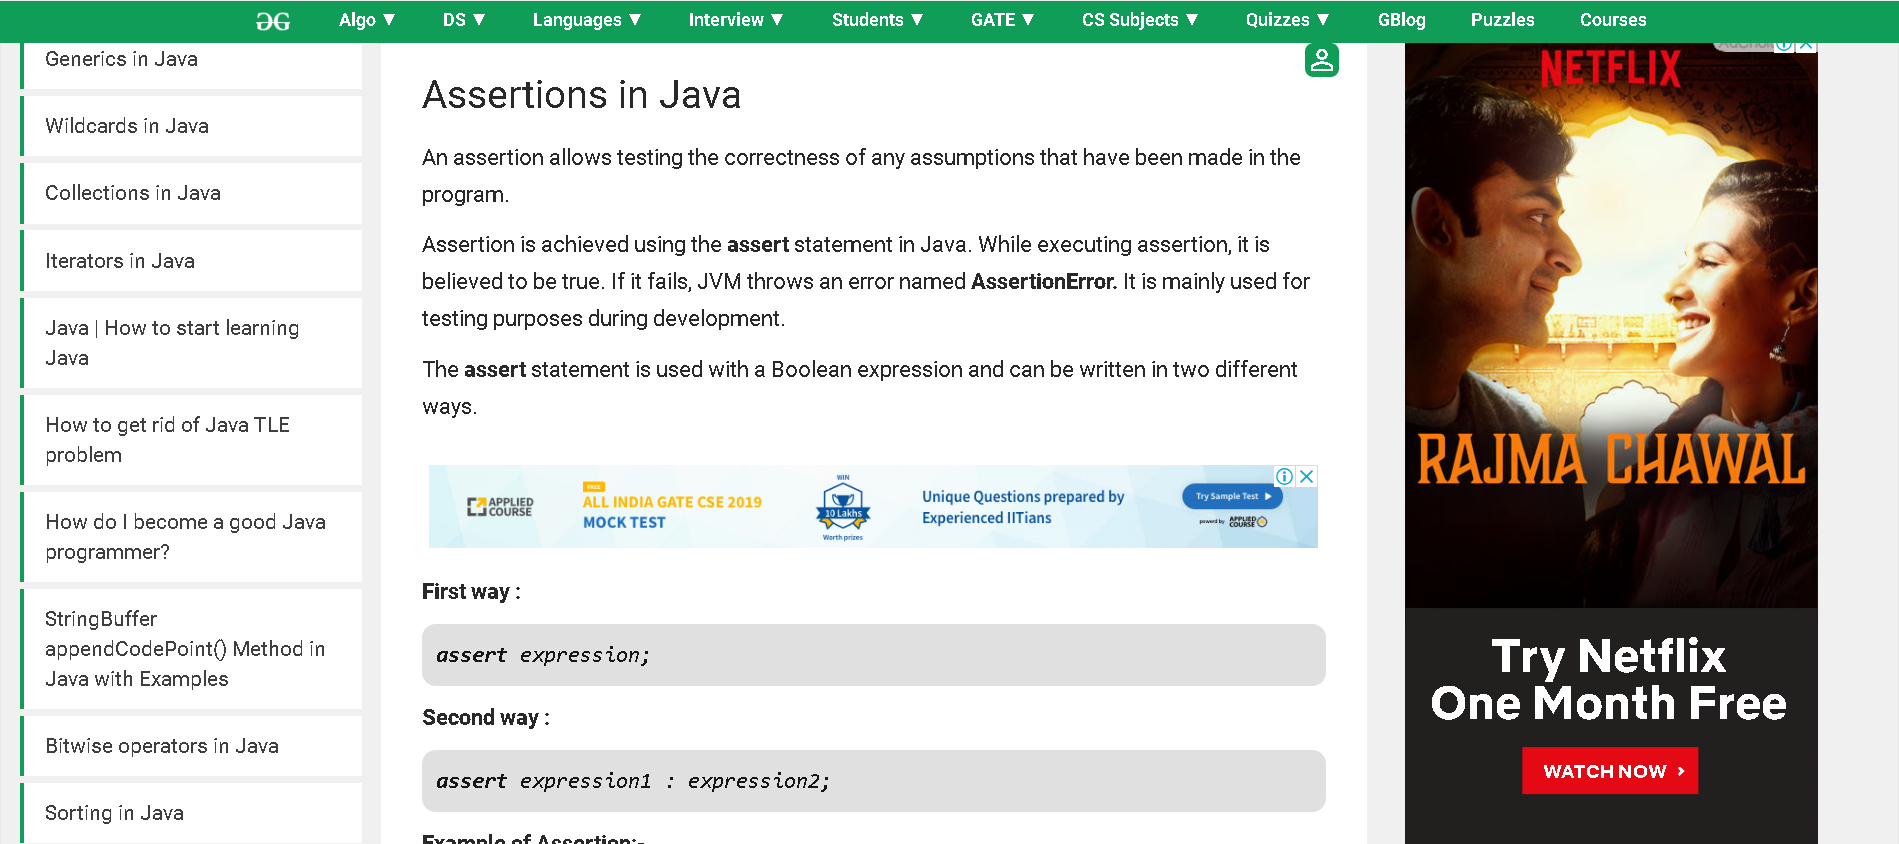 Algo ▼ DS ▼ Languages ▼ Interview ▼ Students ▼ GATE ▼ CS Subjects ▼ Quizzes ▼ GBlog Puzzles Courses
Generics in Java
Wildcards in Java
Collections in Java
Iterators in Java
Java | How to start learning
Java
How to get rid of Java TLE
problem
How do I become a good Java
programmer?
StringBuffer
appendCodePoint() Method in
Java with Examples
Bitwise operators in Java
Sorting in Java
Assertions in Java
An assertion allows testing the correctness of any assumptions that have been made in the
program.
Assertion is achieved using the assert statement in Java. While executing assertion, it is
believed to be true. If it fails, JVM throws an error named AssertionError. It is mainly used for
testing purposes during development.
The assert statement is used with a Boolean expression and can be written in two different
ways.
APPLIED
COURSE
FREE
ALL INDIA GATE CSE 2019
MOCK TEST
WIN
10 Lakhs
Worth prizes
Unique Questions prepared by
Experienced IITians
Try Sample Test
powerd by APPLIED COURSE
First way :
assert expression;
Second way :
assert expression1 : expression2;
Example of Assertion:-
NETFLIX
RAJMA CHAWAL
Try Netflix
One Month Free
WATCH NOW >